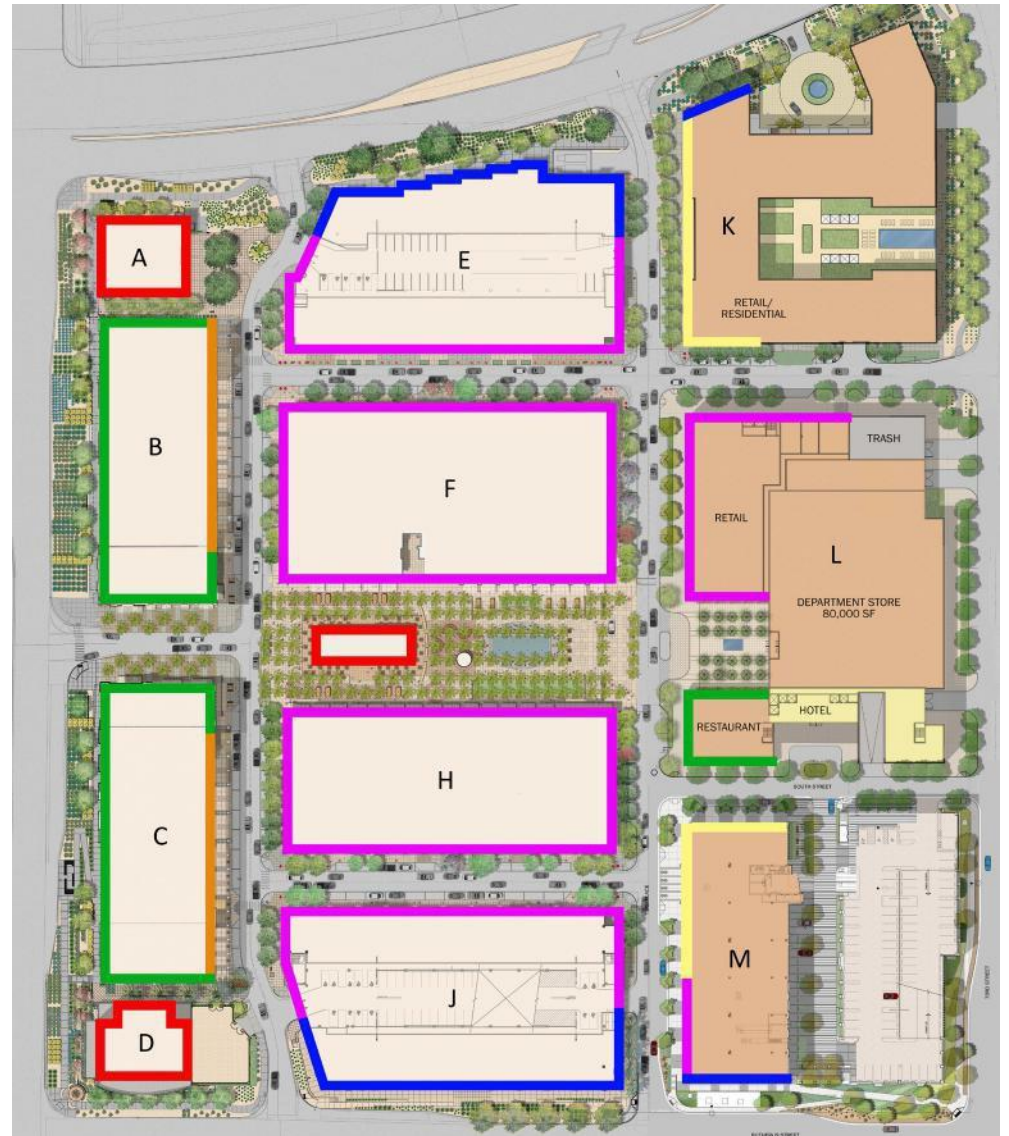 A
E
K
RETAIL/
RESIDENTIAL
B
F
TRASH
RETAIL
L
DEPARTMENT STORE
80,000 SF
HOTEL
RESTAURANT
H
SOUTH STREET
C
M
J
D